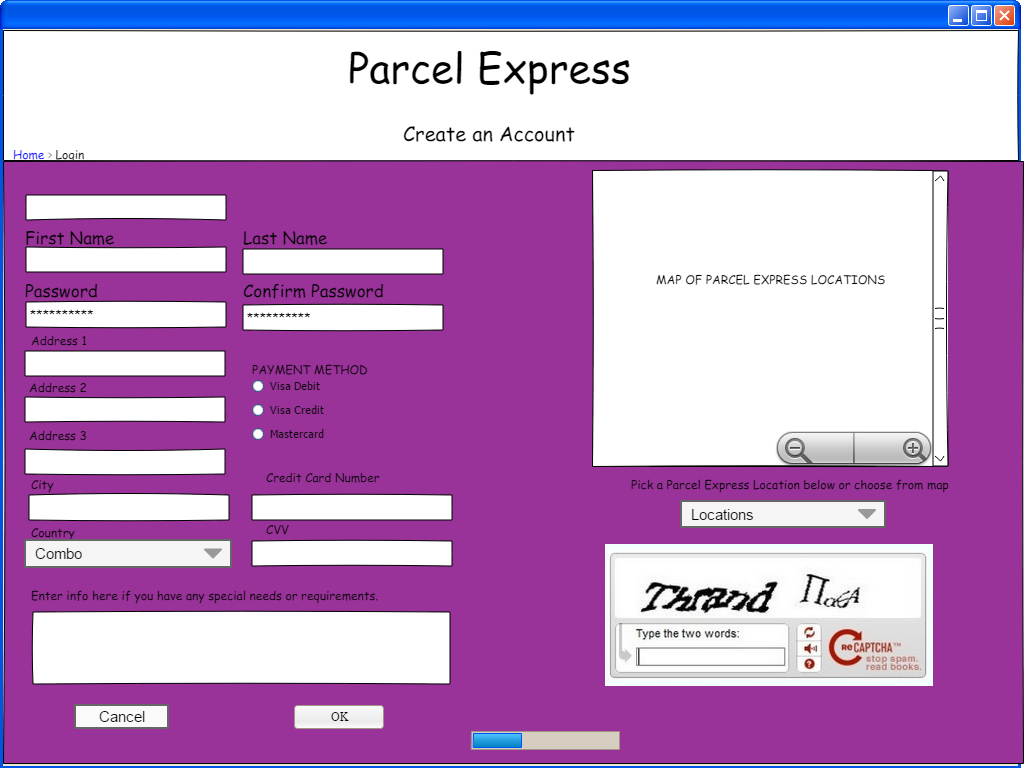 Parcel Express
Create an Account
Home > Login
First Name
Last Name
Password
Confirm Password
**********
**********
Address 1
PAYMENT METHOD
Visa Debit
Address 2
Visa Credit
Address 3
Mastercard
City
Credit Card Number
Country
CVV
Combo
Enter info here if you have any special needs or requirements.
Cancel
OK
MAP OF PARCEL EXPRESS LOCATIONS
Pick a Parcel Express Location below or choose from map
Locations
Thrand
Type the two words:
reCAPTCHA™
stop spam.
read books.